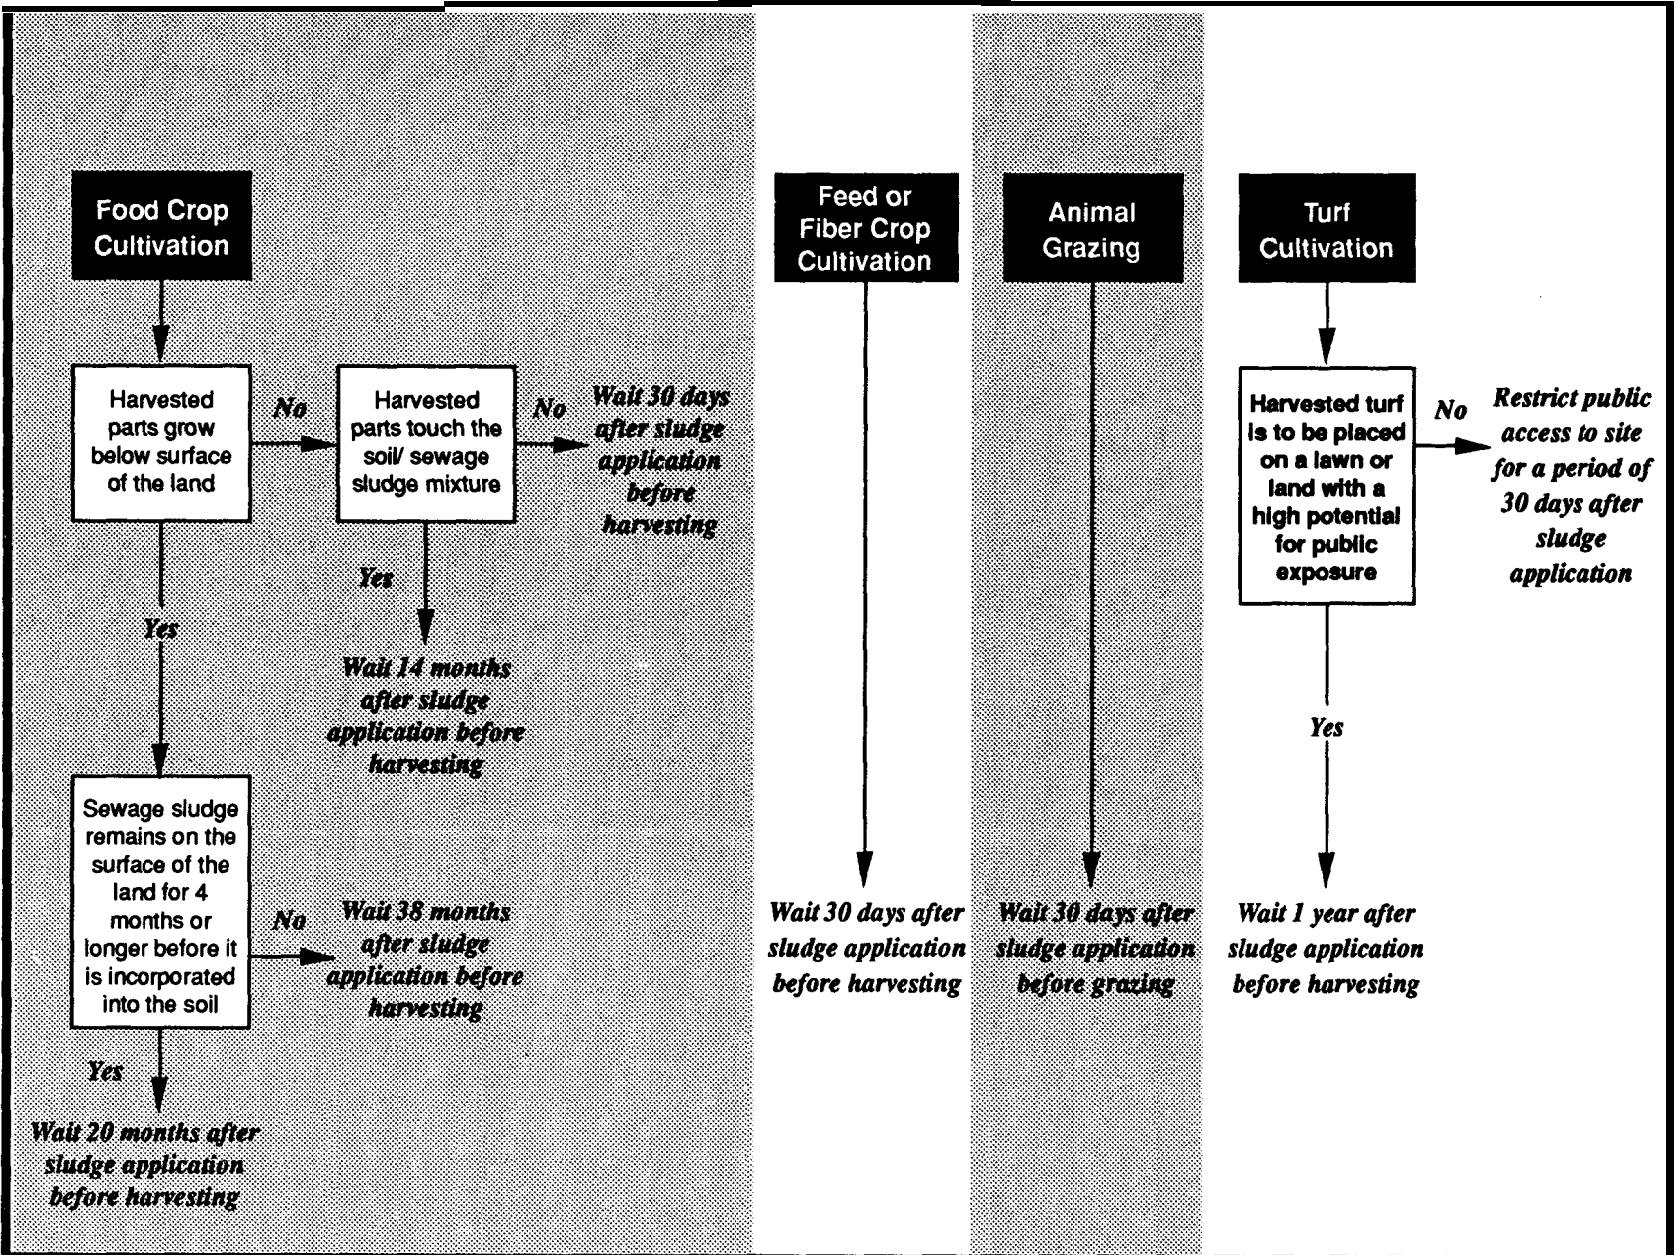 Food Crop
Cultivation
Harvested
parts grow
below surface
of the land
No
Harvested
parts touch the
soil/ sewage
sludge mixture
No
Wait 30 days
after sludge
application
before
harvesting
Yes
Wait 14 months
after sludge
application before
harvesting
Yes
Sewage sludge
remains on the
surface of the
land for 4
months or
longer before it
is incorporated
into the soil
No
Wait 38 months
after sludge
application before
harvesting
Yes
Wait 20 months after
sludge application
before harvesting
Feed or
Fiber Crop
Cultivation
Wait 30 days after
sludge application
before harvesting
Animal
Grazing
Wait 30 days after
sludge application
before grazing
Turf
Cultivation
Harvested turf
is to be placed
on a lawn or
land with a
high potential
for public
exposure
No
Restrict public
access to site
for a period of
30 days after
sludge
application
Yes
Wait 1 year after
sludge application
before harvesting